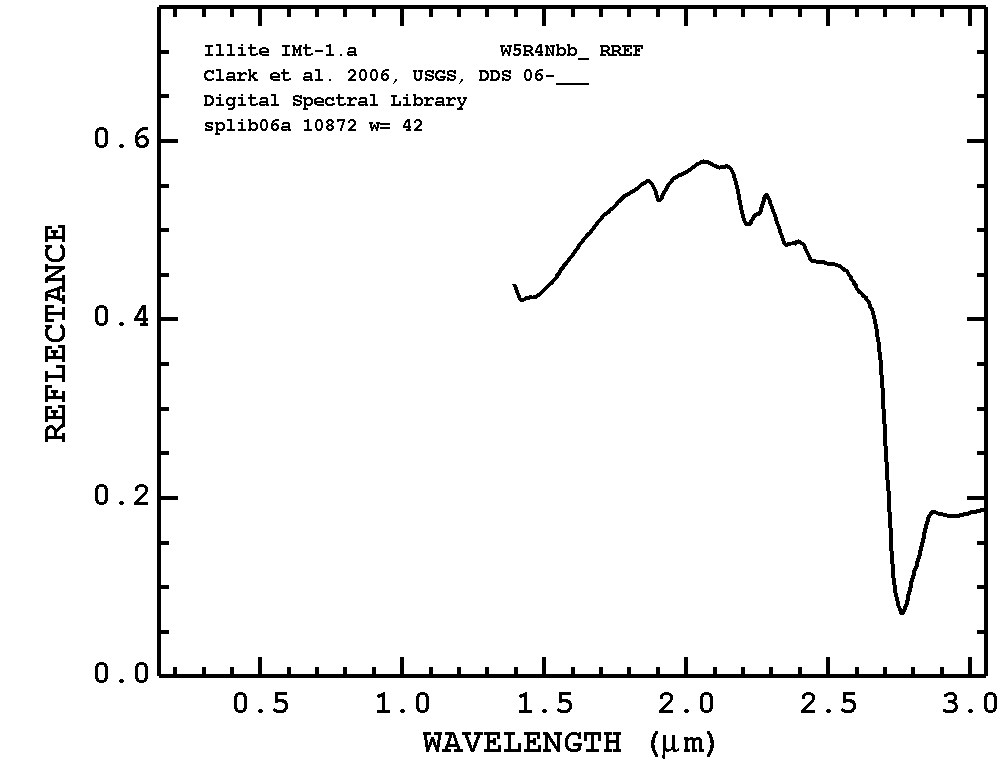 Illite IMt-1.a W5R4Nbb_ RREF
Clark et al. 2006, USGS, DDS 06-___
Digital Spectral Library
splib06a 10872 w= 42
0.6
0.4
0.2
0.0
REFLECTANCE
0.5 1.0 1.5 2.0 2.5 3.0
WAVELENGTH (μm)